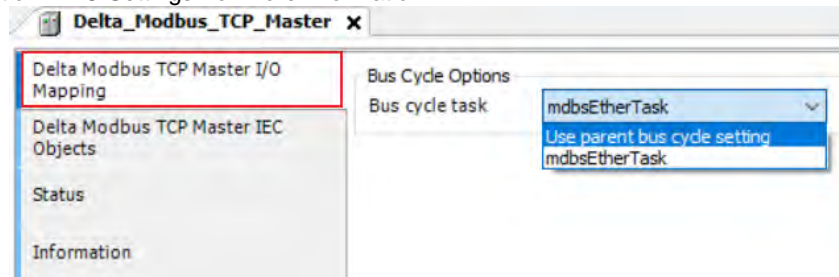 Delta_Modbus_TCP_Master X
Delta Modbus TCP Master I/O
Mapping
Delta Modbus TCP Master IEC
Objects
Status
Information
Bus Cycle Options
Bus cycle task mdbsEtherTask
Use parent bus cycle setting
mdbsEtherTask